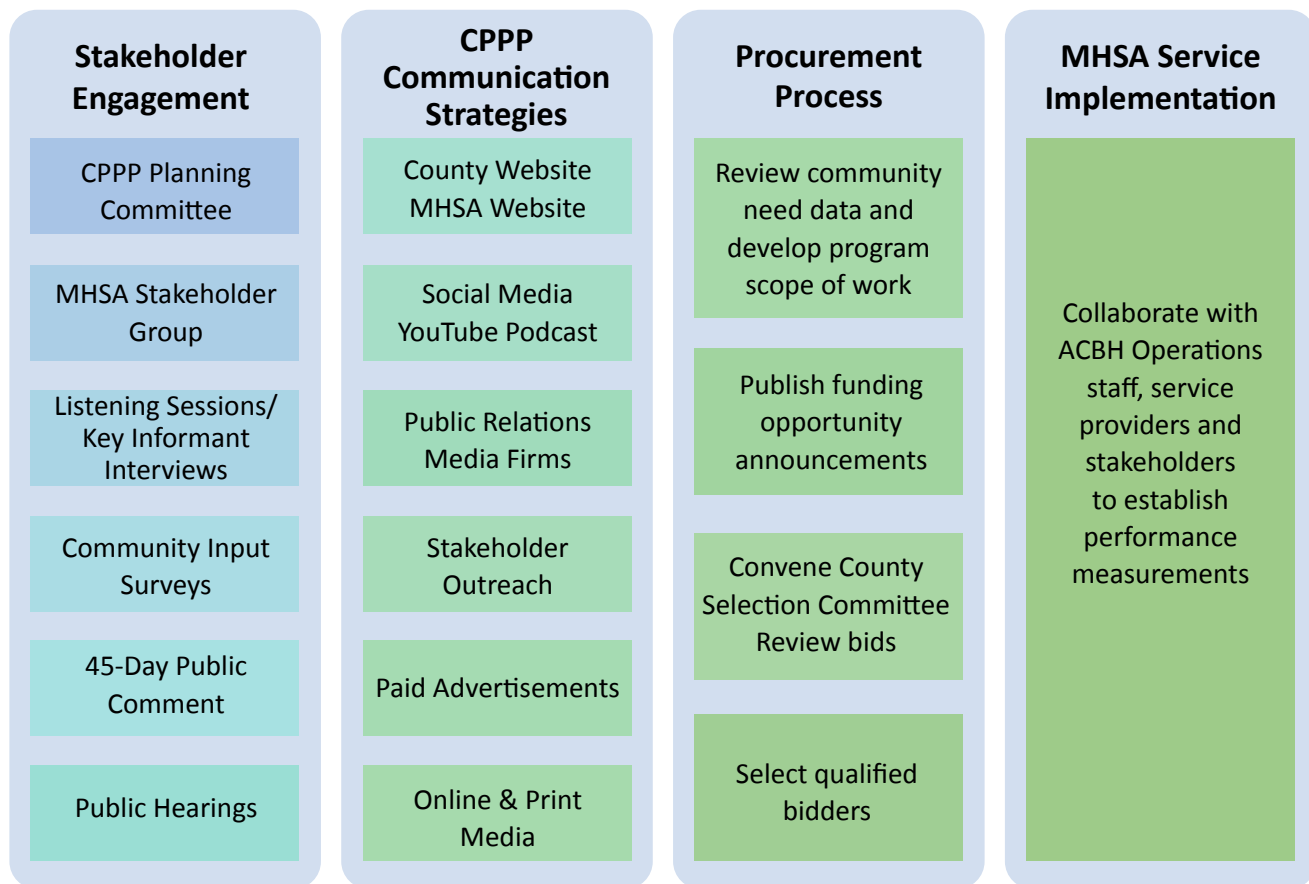 Stakeholder
Engagement
CPPP Planning
Committee
MHSA Stakeholder
Group
Listening Sessions/
Key Informant
Interviews
Community Input
Surveys
45-Day Public
Comment
Public Hearings
CPPP
Communication
Strategies
County Website
MHSA Website
Social Media
YouTube Podcast
Public Relations
Media Firms
Stakeholder
Outreach
Paid Advertisements
Online & Print
Media
Procurement
Process
Review community
need data and
develop program
scope of work
Publish funding
opportunity
announcements
Convene County
Selection Committee
Review bids
Select qualified
bidders
MHSA Service
Implementation
Collaborate with
ACBH Operations
staff, service
providers and
stakeholders
to establish
performance
measurements